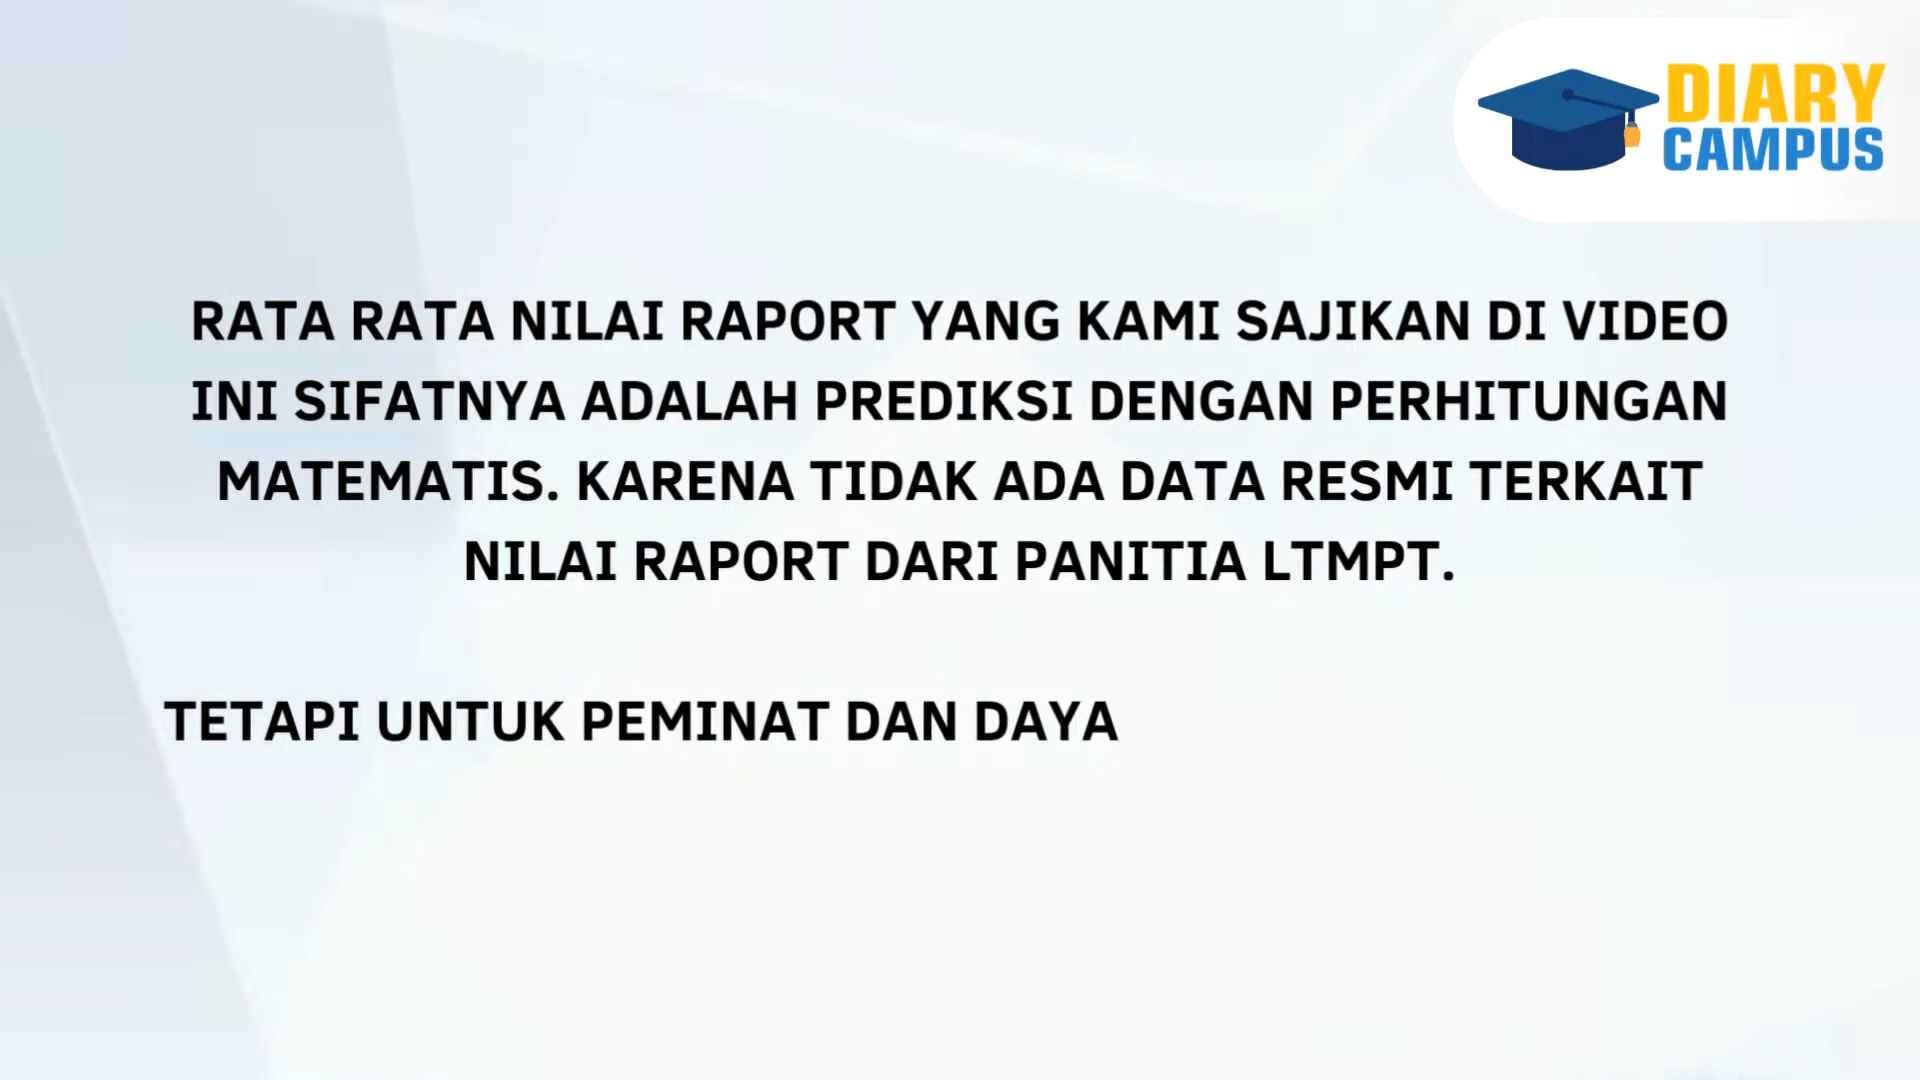 DIARY
CAMPUS
RATA RATA NILAI RAPORT YANG KAMI SAJIKAN DI VIDEO
INI SIFATNYA ADALAH PREDIKSI DENGAN PERHITUNGAN
MATEMATIS. KARENA TIDAK ADA DATA RESMI TERKAIT
NILAI RAPORT DARI PANITIA LTMPT.
TETAPI UNTUK PEMINAT DAN DAYA